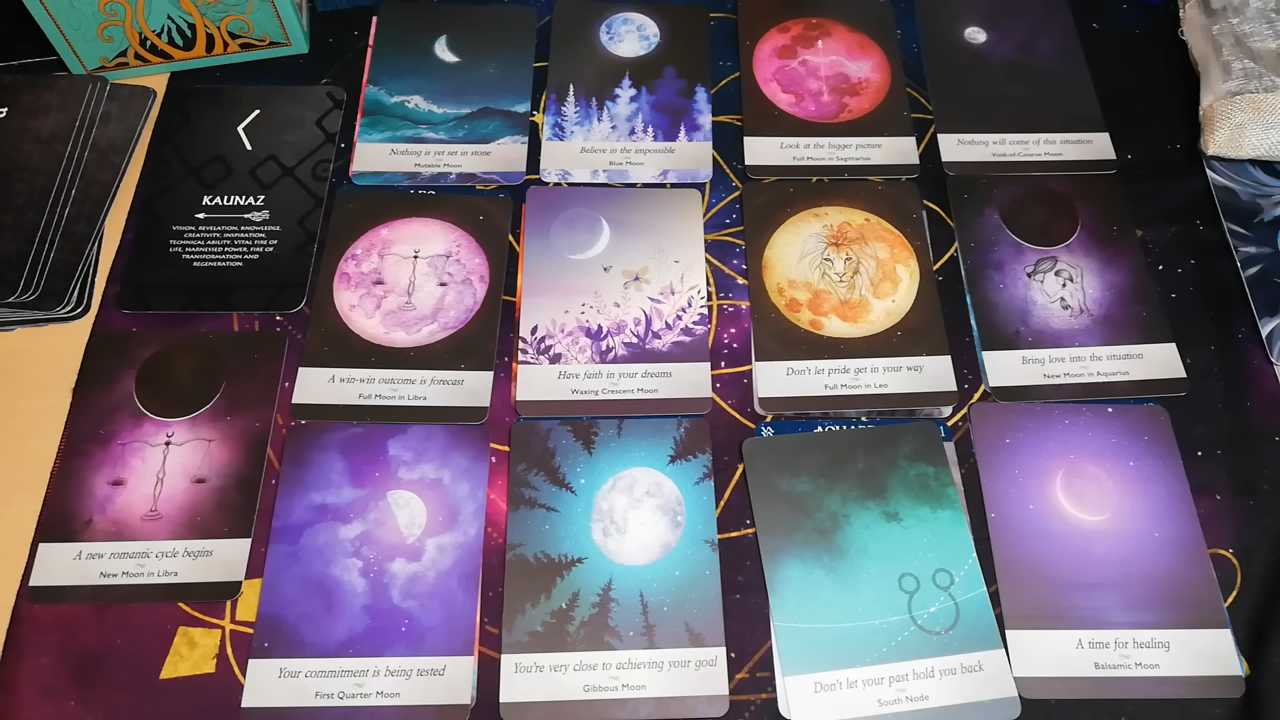 Nothing is yet set in stone
Mutable Moon
Believe in the impossible
Blue Moon
Look at the bigger picture
Full Moon in Sagittarius
Nothing will come of this situation
Void-of-Course Moon
KAUNAZ
VISION, REVELATION, KNOWLEDGE,
CREATIVITY, INSPIRATION,
TECHNICAL ABILITY. VITAL FIRE OF
LIFE, HARNESSED POWER, FIRE OF
TRANSFORMATION AND
REGENERATION.
LEO
A win-win outcome is forecast
Full Moon in Libra
Have faith in your dreams
Waxing Crescent Moon
Don't let pride get in your way
Full Moon in Leo
Bring love into the situation
New Moon in Aquarius
A new romantic cycle begins
New Moon in Libra
Your commitment is being tested
First Quarter Moon
You're very close to achieving your goal
Gibbous Moon
Don't let your past hold you back
South Node
A time for healing
Balsamic Moon